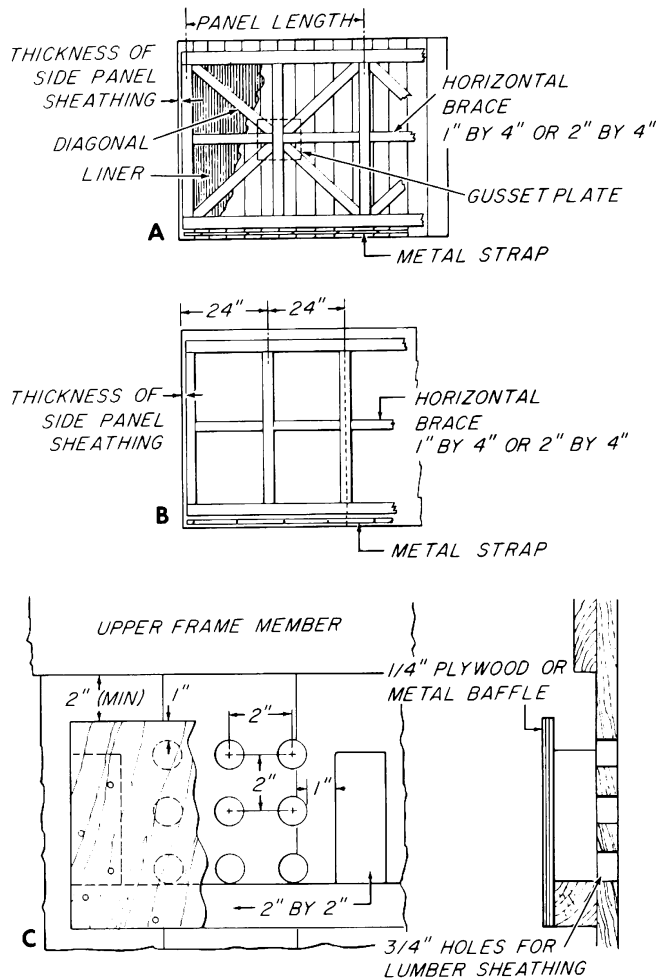 PANEL LENGTH
THICKNESS OF
SIDE PANEL
SHEATHING
DIAGONAL
LINER
HORIZONTAL
BRACE
1" BY 4" OR 2" BY 4"
GUSSET PLATE
METAL STRAP
A
24" 24"
THICKNESS OF
SIDE PANEL
SHEATHING
HORIZONTAL
BRACE
1" BY 4" OR 2" BY 4"
METAL STRAP
B
UPPER FRAME MEMBER
2" (MIN)
1"
2"
2"
1"
2" BY 2"
1/4" PLYWOOD OR
METAL BAFFLE
3/4" HOLES FOR
LUMBER SHEATHING
C